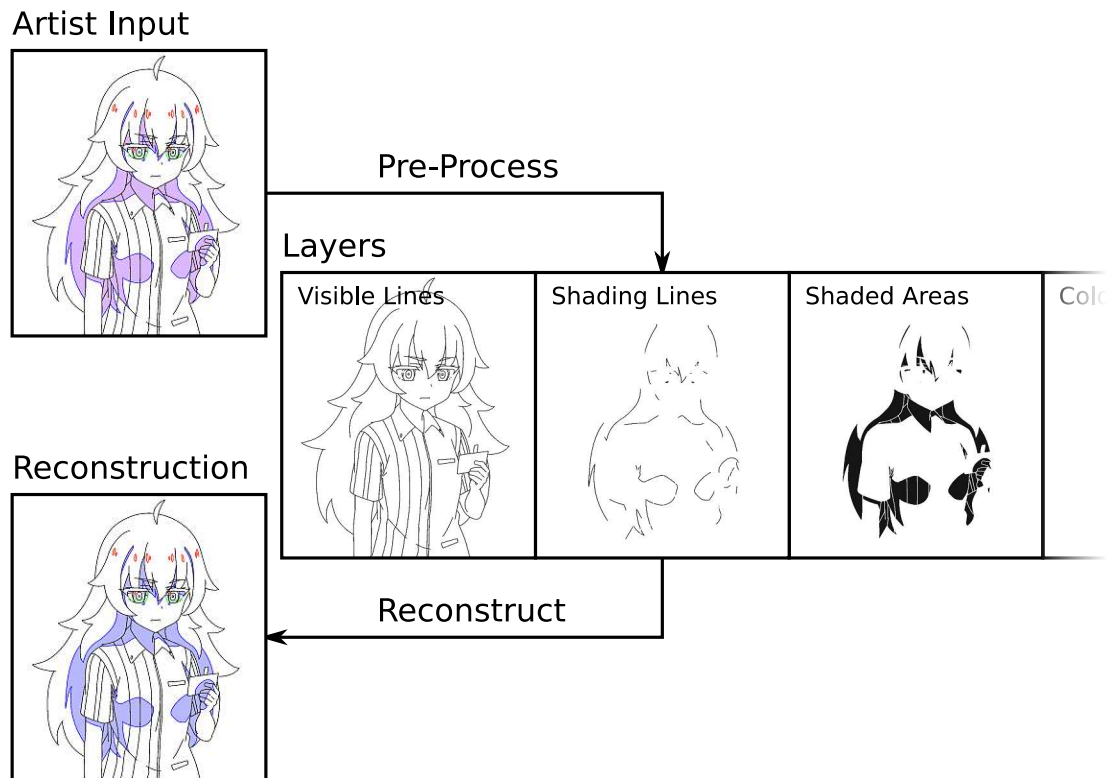 Artist Input
Pre-Process
Layers
Visible Lines
Shading Lines
Shaded Areas
Reconstruction
Reconstruct